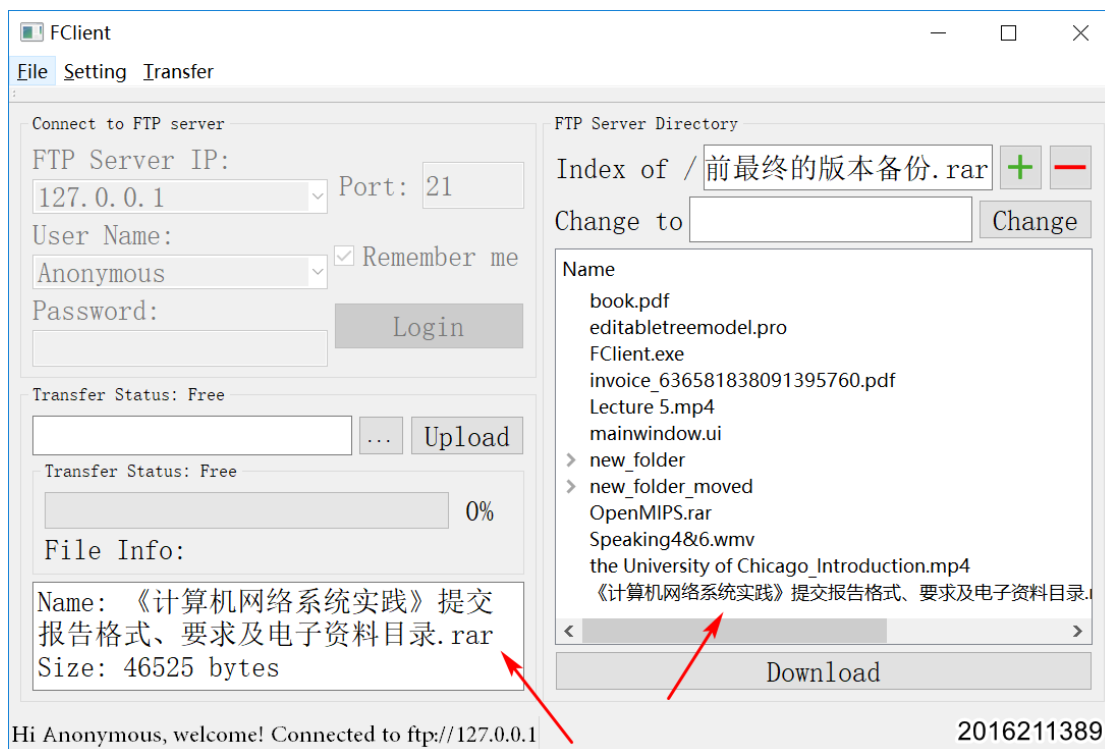 FClient
File Setting Transfer
Connect to FTP server
FTP Server IP:
127.0.0.1
Port: 21
User Name:
Anonymous
Remember me
Password:
Login
Transfer Status: Free
... Upload
Transfer Status: Free
0%
File Info:
Name: 《计算机网络系统实践》提交
报告格式、要求及电子资料目录.rar
Size: 46525 bytes
FTP Server Directory
Index of / 前最终的版本备份.rar
Change to Change
Name
book.pdf
editabletreemodel.pro
FClient.exe
invoice_636581838091395760.pdf
Lecture 5.mp4
mainwindow.ui
new_folder
new_folder_moved
OpenMIPS.rar
Speaking4&6.wmv
the University of Chicago_Introduction.mp4
《计算机网络系统实践》提交报告格式、要求及电子资料目录.r
Download
Hi Anonymous, welcome! Connected to ftp://127.0.0.1
2016211389